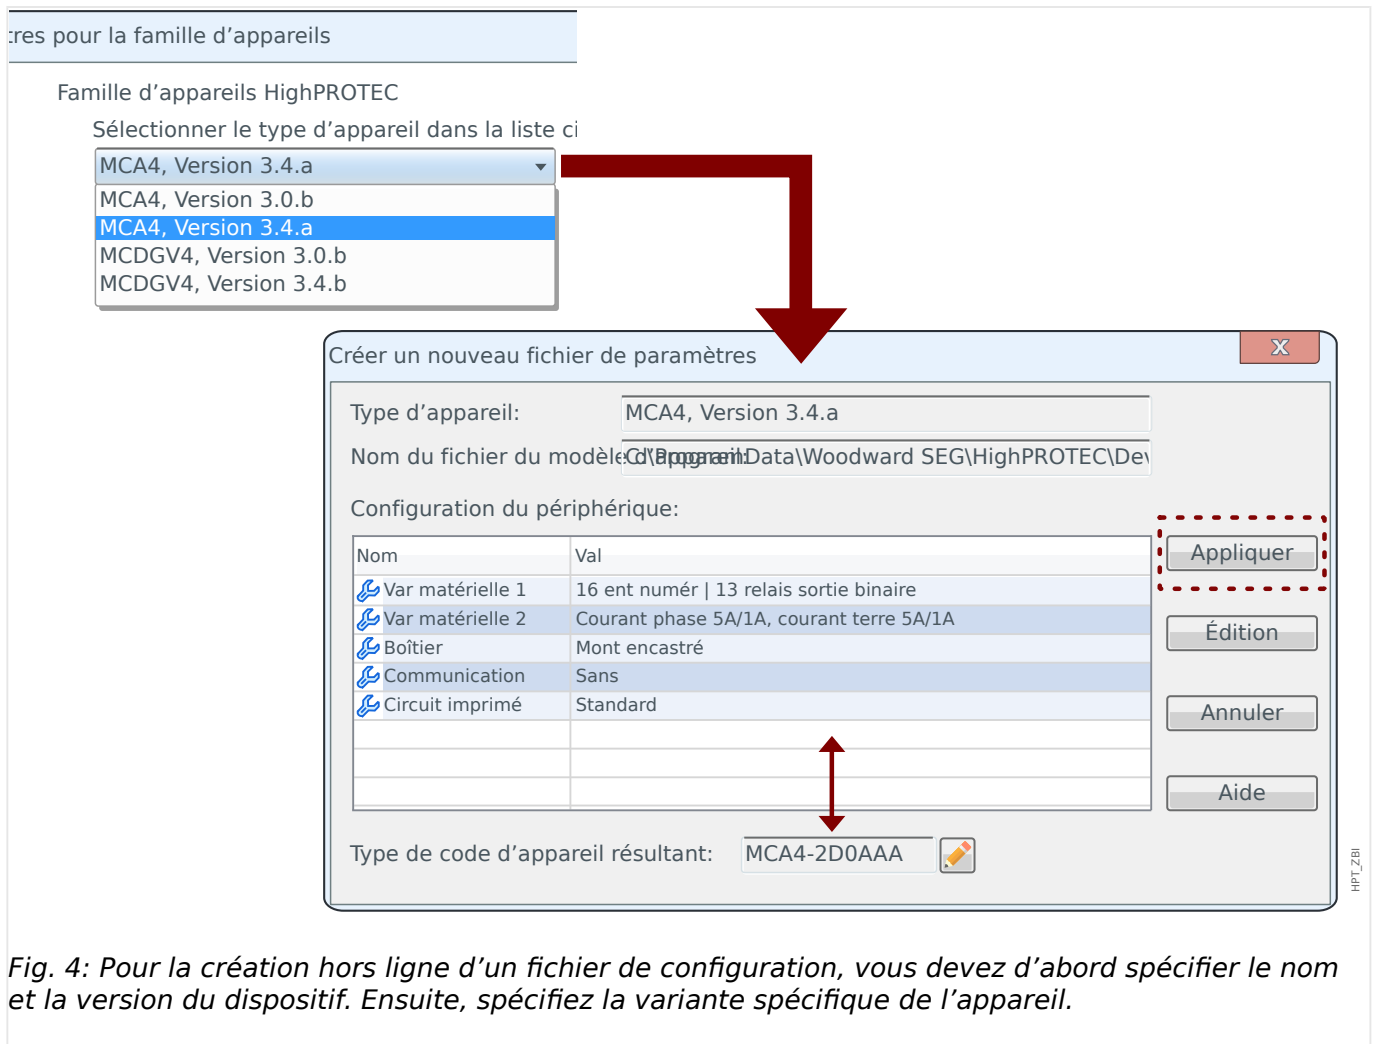 tres pour la famille d’appareils
Famille d’appareils HighPROTEC
Sélectionner le type d’appareil dans la liste ci
MCA4, Version 3.4.a
MCA4, Version 3.0.b
MCA4, Version 3.4.a
MCDGV4, Version 3.0.b
MCDGV4, Version 3.4.b
Créer un nouveau fichier de paramètres
X
Type d’appareil: MCA4, Version 3.4.a
Nom du fichier du modèle d’appareil: C:\ProgramData\Woodward SEG\HighPROTEC\Dev
Configuration du périphérique:
Nom Val
Var matérielle 1 16 ent numér | 13 relais sortie binaire
Var matérielle 2 Courant phase 5A/1A, courant terre 5A/1A
Boîtier Mont encastré
Communication Sans
Circuit imprimé Standard
Appliquer
Édition
Annuler
Aide
Type de code d’appareil résultant: MCA4-2D0AAA
HPT_ZBI
Fig. 4: Pour la création hors ligne d’un fichier de configuration, vous devez d’abord spécifier le nom
et la version du dispositif. Ensuite, spécifiez la variante spécifique de l’appareil.